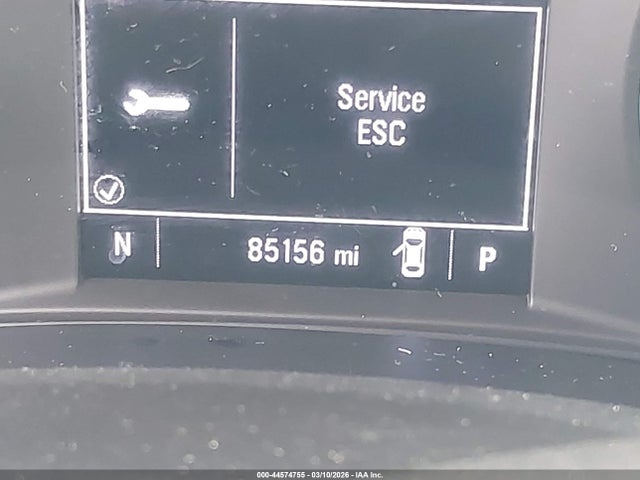 Service
ESC
N
85156 mi
P
000-44574755 - 03/10/2026 - IAA Inc.